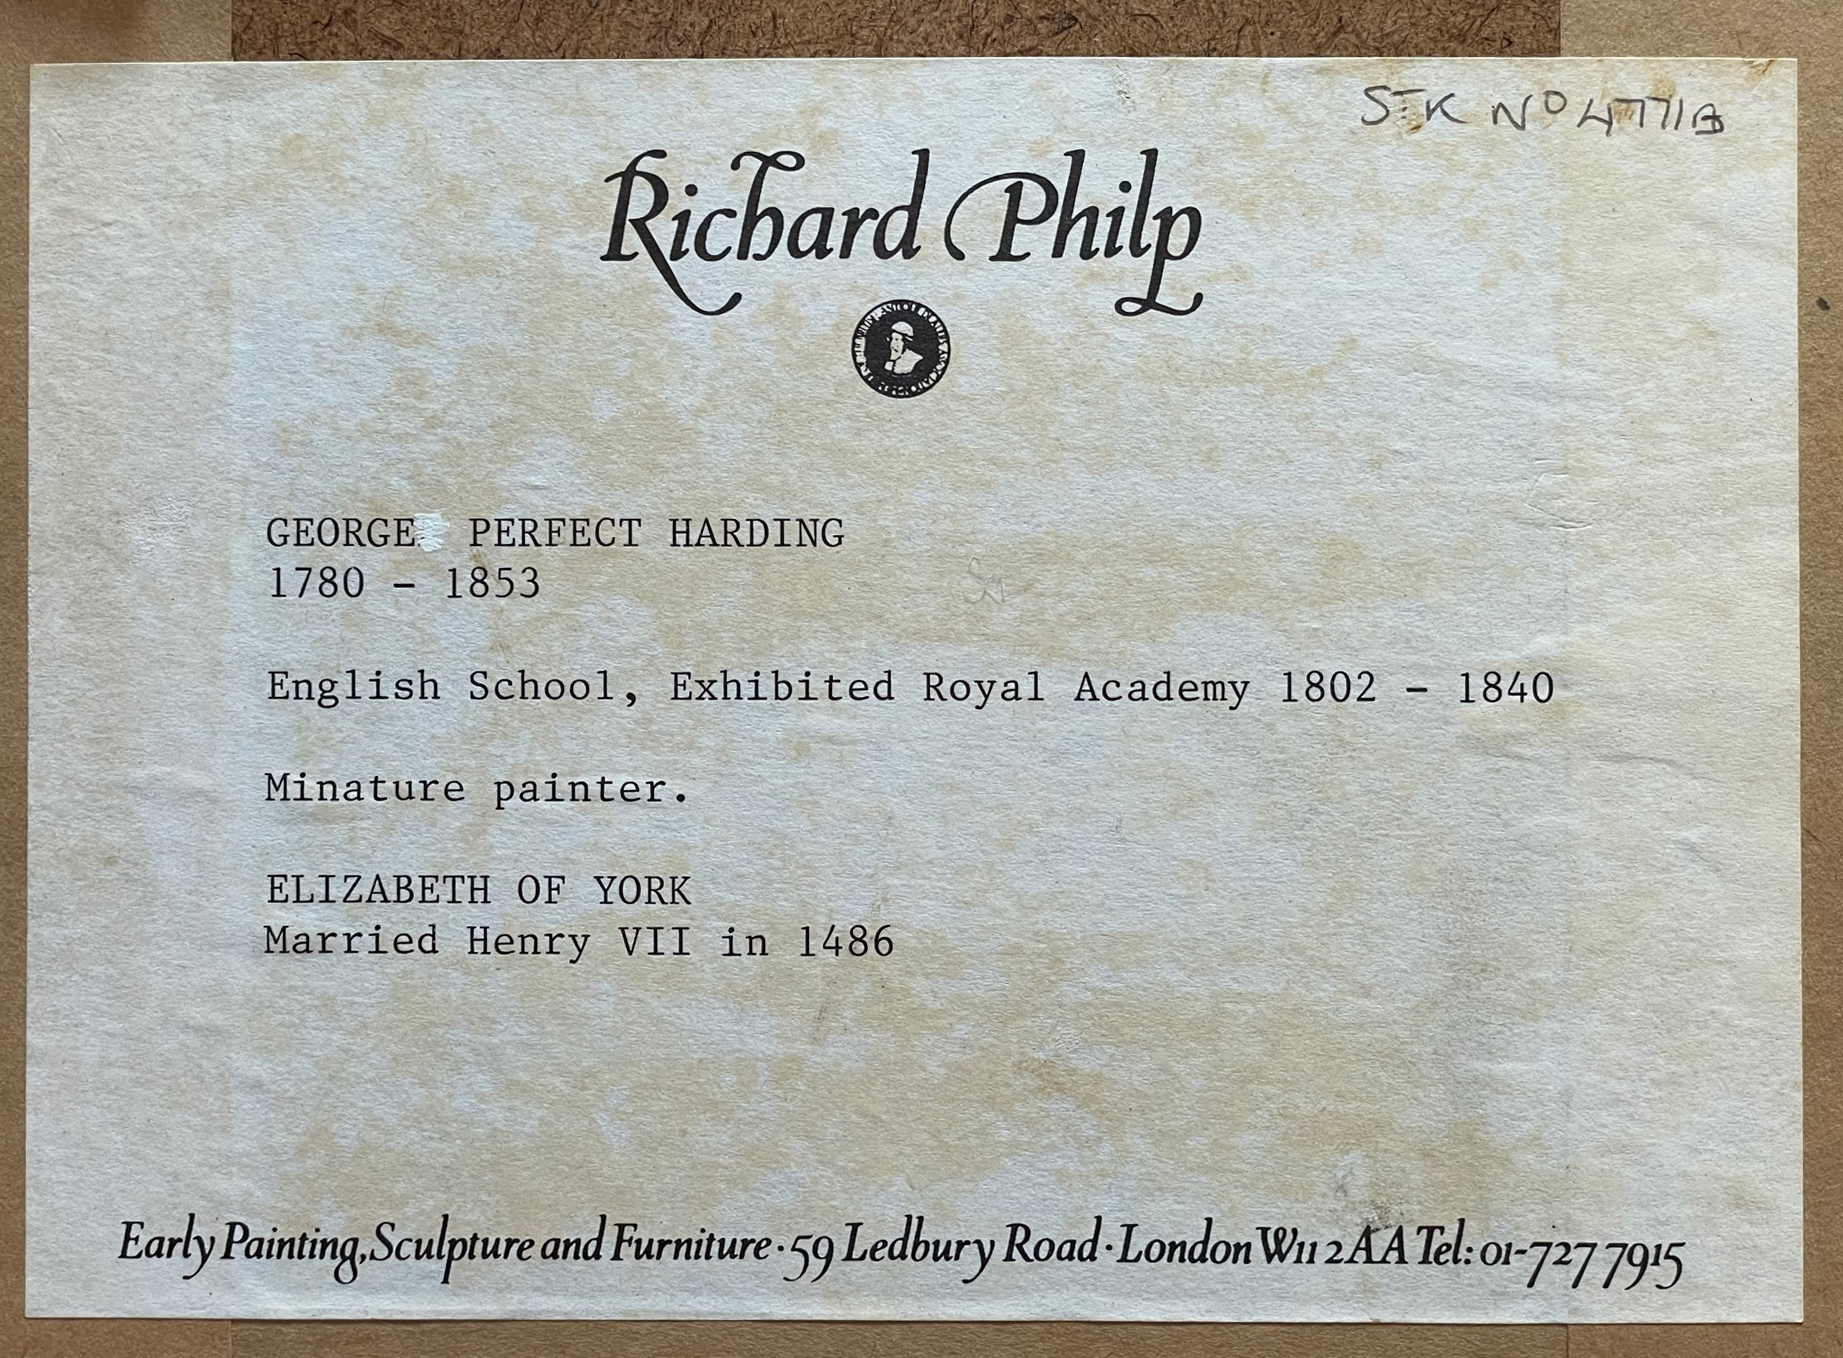 STK NO 4771B
Richard Philp
GEORGE PERFECT HARDING
1780 – 1853
English School, Exhibited Royal Academy 1802 – 1840
Minature painter.
ELIZABETH OF YORK
Married Henry VII in 1486
Early Painting, Sculpture and Furniture · 59 Ledbury Road · London W11 2AA Tel: 01-727 7915